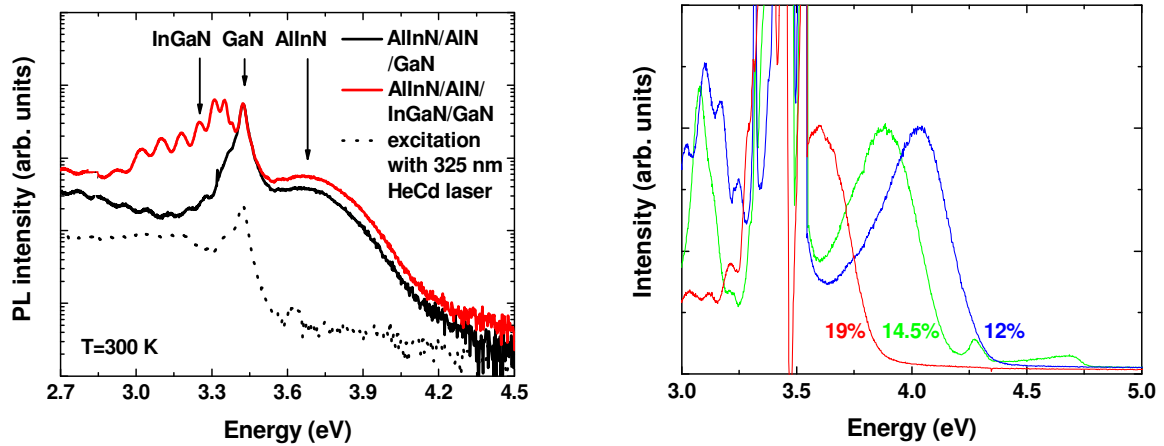 InGaN GaN AlInN
AlInN/AlN
/GaN
AlInN/AlN/
InGaN/GaN
excitation
with 325 nm
HeCd laser
PL intensity (arb. units)
T=300 K
2.7 3.0 3.3 3.6 3.9 4.2 4.5
Energy (eV)
Intensity (arb. units)
19% 14.5% 12%
3.0 3.5 4.0 4.5 5.0
Energy (eV)